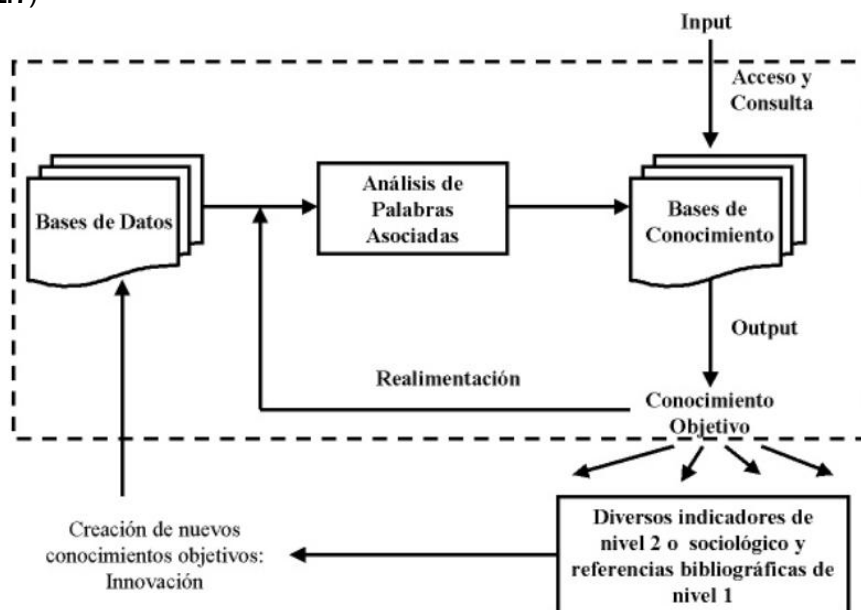 Input
Acceso y
Consulta
Bases de Datos
Análisis de
Palabras
Asociadas
Bases de
Conocimiento
Output
Realimentación
Conocimiento
Objetivo
Creación de nuevos
conocimientos objetivos:
Innovación
Diversos indicadores de
nivel 2 o sociológico y
referencias bibliográficas de
nivel 1